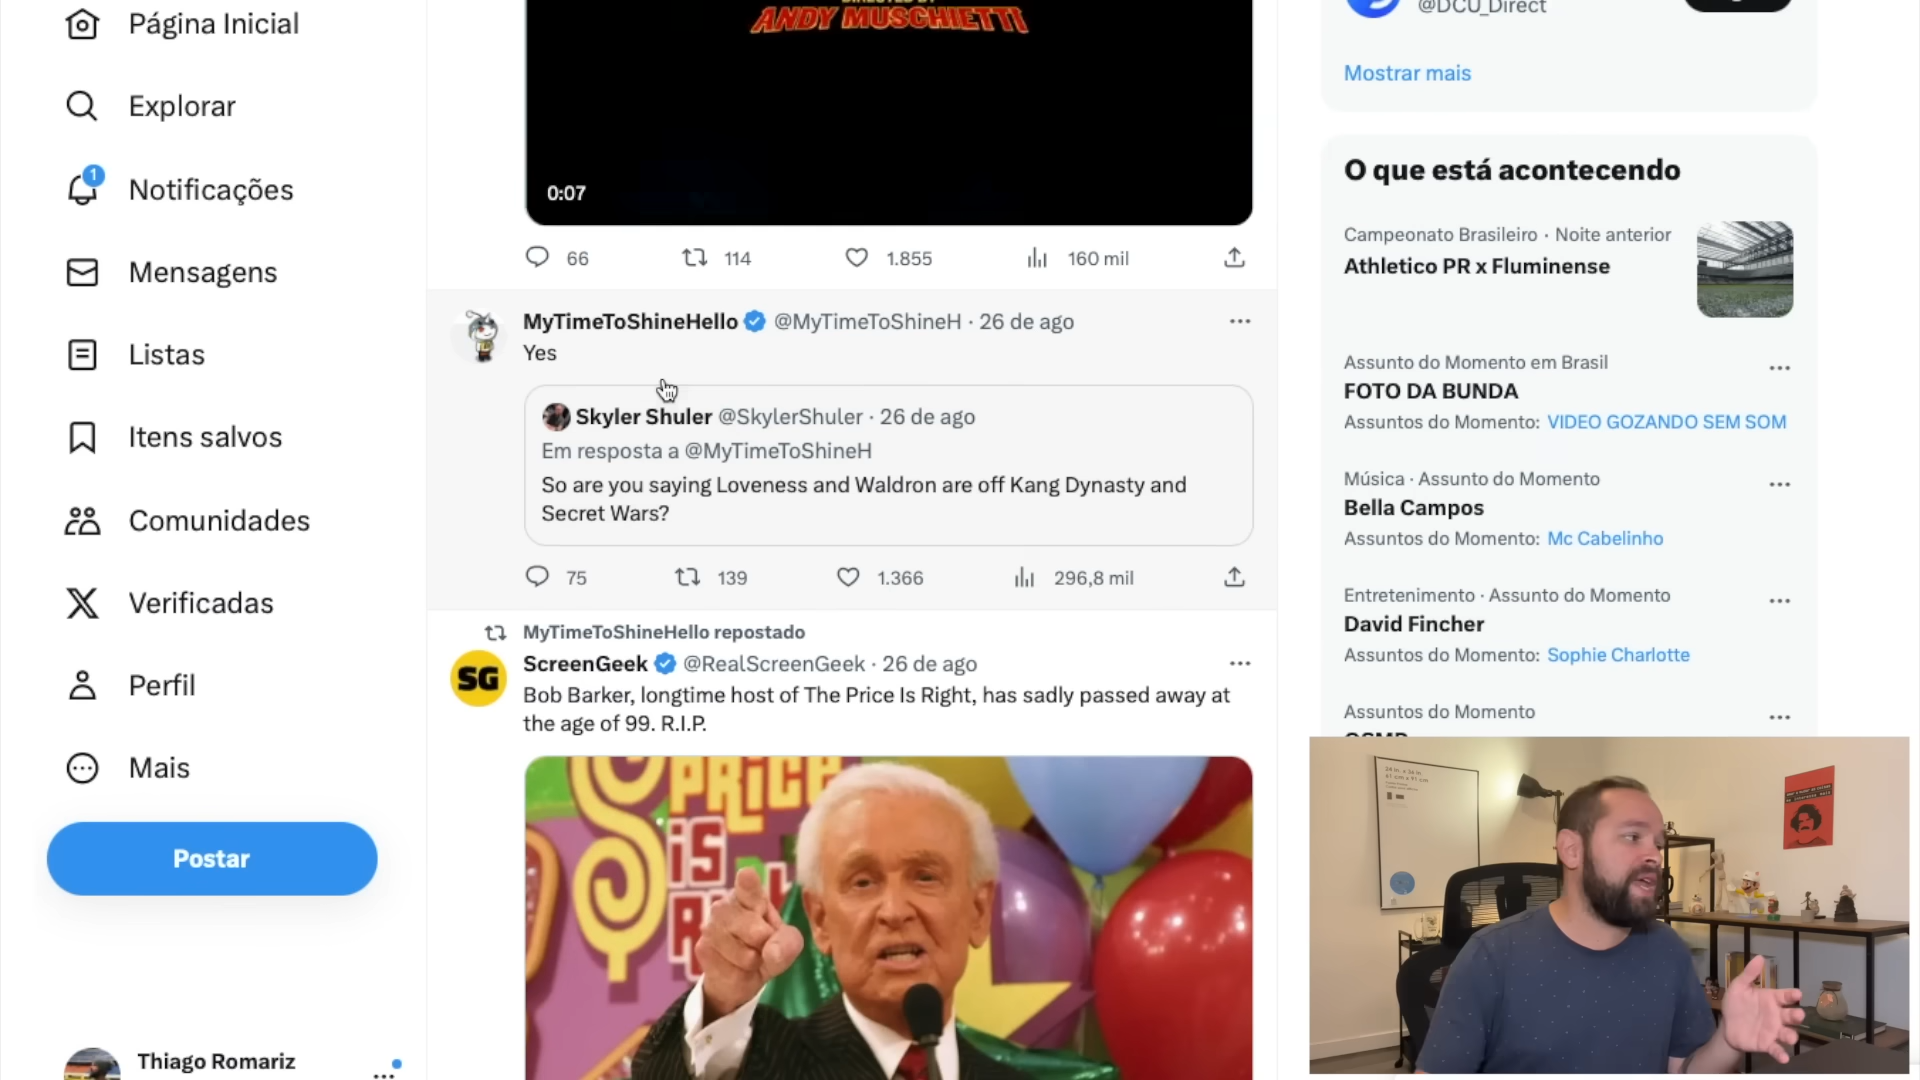 Página Inicial
Explorar
1
Notificações
Mensagens
Listas
Itens salvos
Comunidades
Verificadas
Perfil
Mais
Postar
Thiago Romariz
ANDY MUSCHIETTI
0:07
66
114
1.855
160 mil
MyTimeToShineHello @MyTimeToShineH · 26 de ago
Yes
Skyler Shuler @SkylerShuler · 26 de ago
Em resposta a @MyTimeToShineH
So are you saying Loveness and Waldron are off Kang Dynasty and
Secret Wars?
75
139
1.366
296,8 mil
MyTimeToShineHello repostado
SG
ScreenGeek @RealScreenGeek · 26 de ago
Bob Barker, longtime host of The Price Is Right, has sadly passed away at
the age of 99. R.I.P.
PRICE
is
@DCU_Direct
Mostrar mais
O que está acontecendo
Campeonato Brasileiro · Noite anterior
Athletico PR x Fluminense
Assunto do Momento em Brasil
FOTO DA BUNDA
Assuntos do Momento: VIDEO GOZANDO SEM SOM
Música · Assunto do Momento
Bella Campos
Assuntos do Momento: Mc Cabelinho
Entretenimento · Assunto do Momento
David Fincher
Assuntos do Momento: Sophie Charlotte
Assuntos do Momento